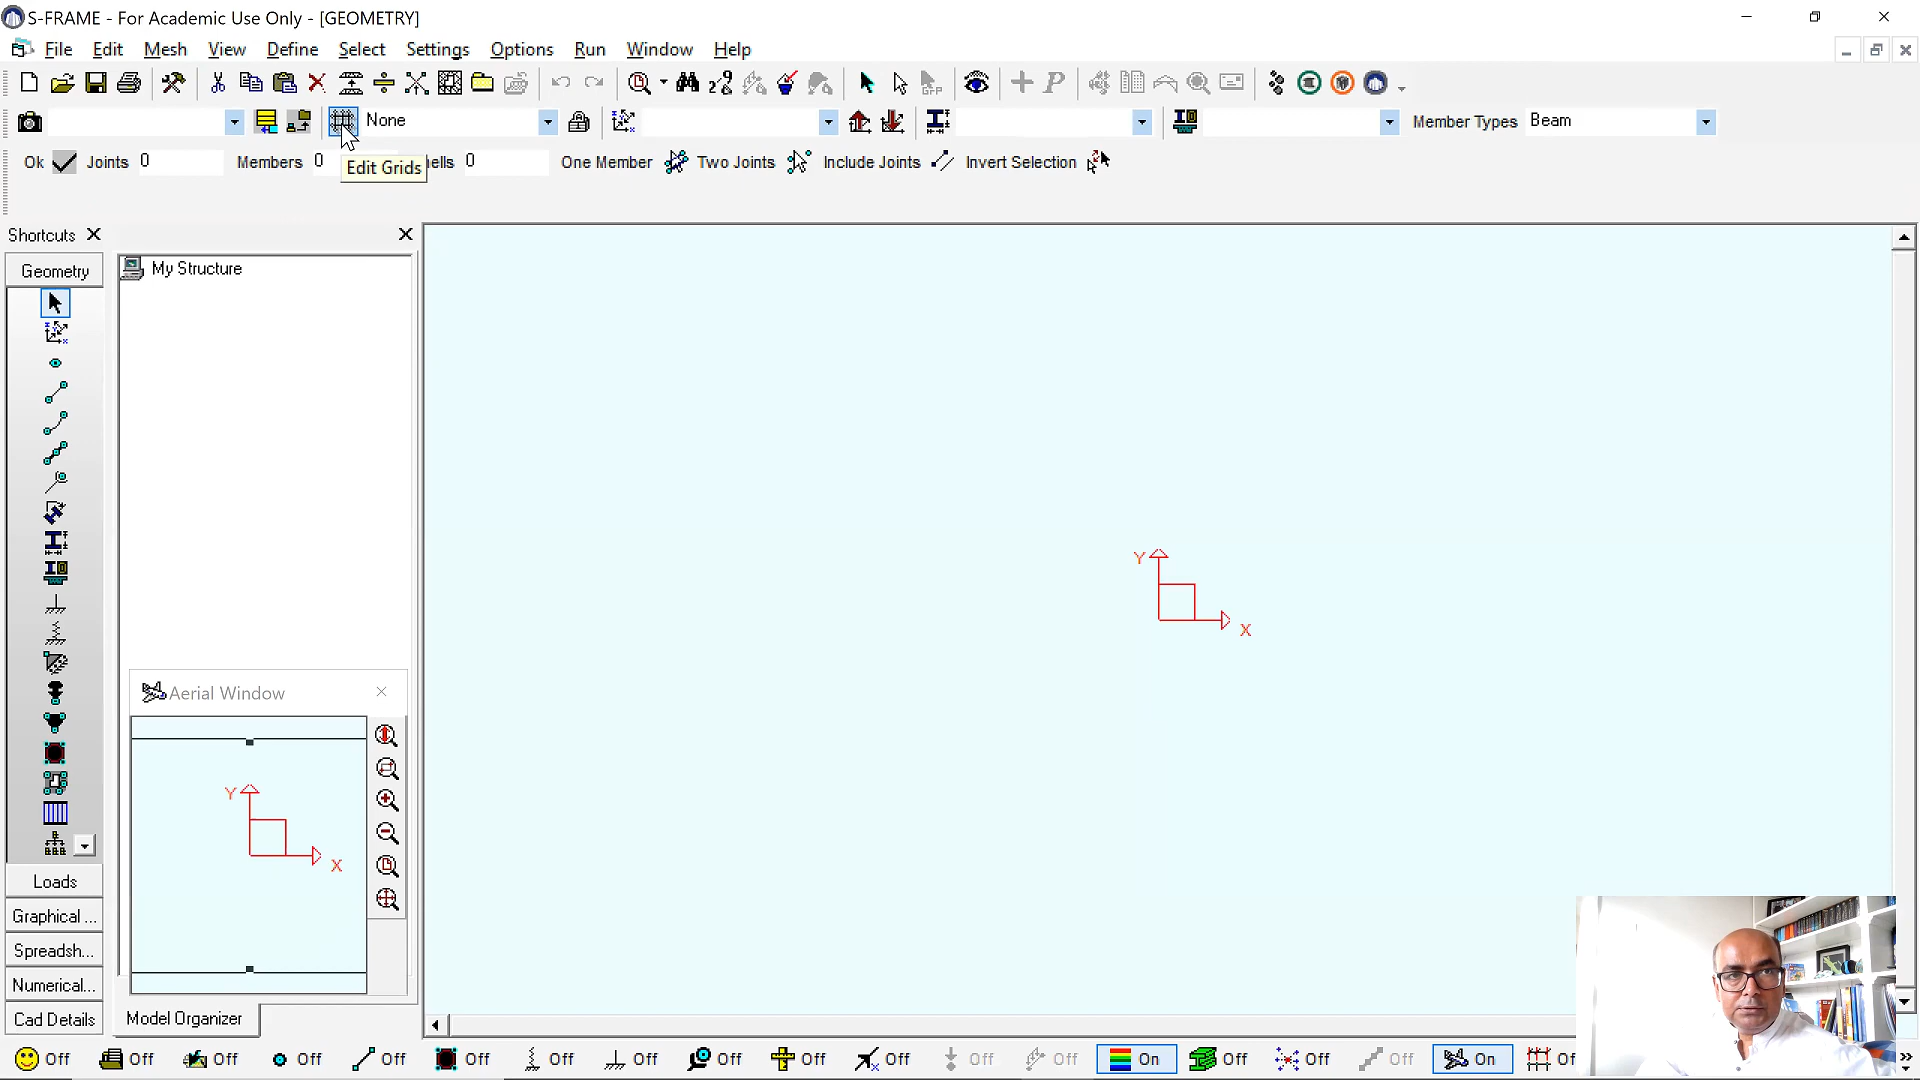 S-FRAME - For Academic Use Only - [GEOMETRY]
File Edit Mesh View Define Select Settings Options Run Window Help
None Member Types Beam
Ok Joints 0 Members 0 ells 0 One Member Two Joints Include Joints Invert Selection
Edit Grids
Shortcuts
Geometry
My Structure
Y
X
Aerial Window
Y
X
Loads
Graphical ...
Spreadsh...
Numerical...
Cad Details
Model Organizer
Off Off Off Off Off Off Off Off Off Off Off Off Off On Off Off Off On Of